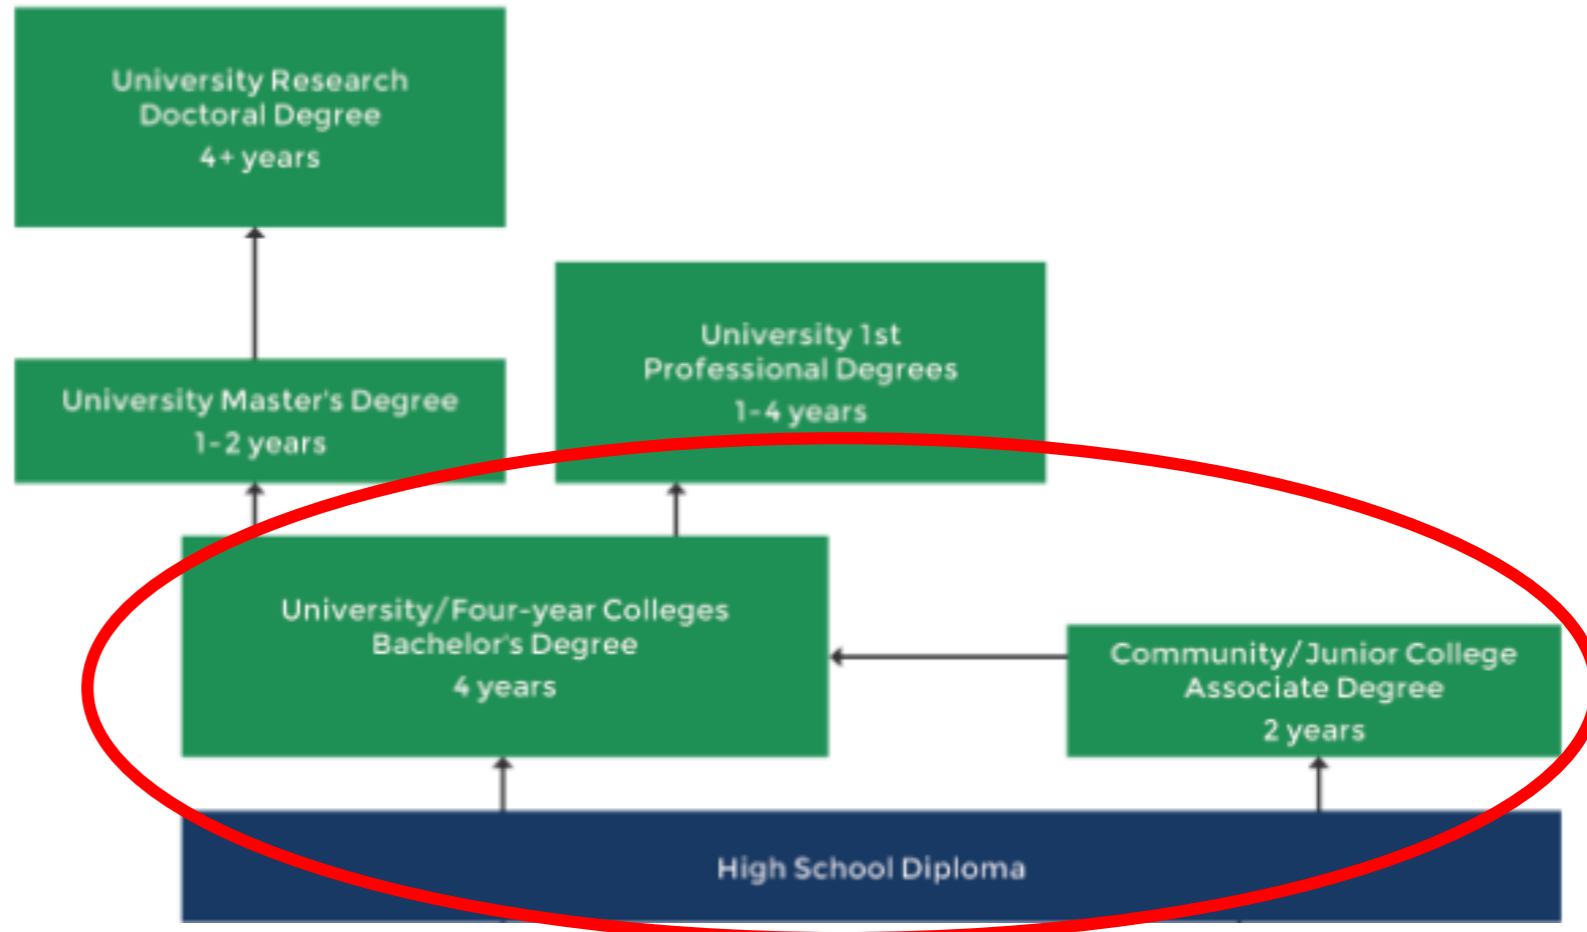 University Research
Doctoral Degree
4+ years
University 1st
Professional Degrees
1-4 years
University Master's Degree
1-2 years
University/Four-year Colleges
Bachelor's Degree
4 years
Community/Junior College
Associate Degree
2 years
High School Diploma